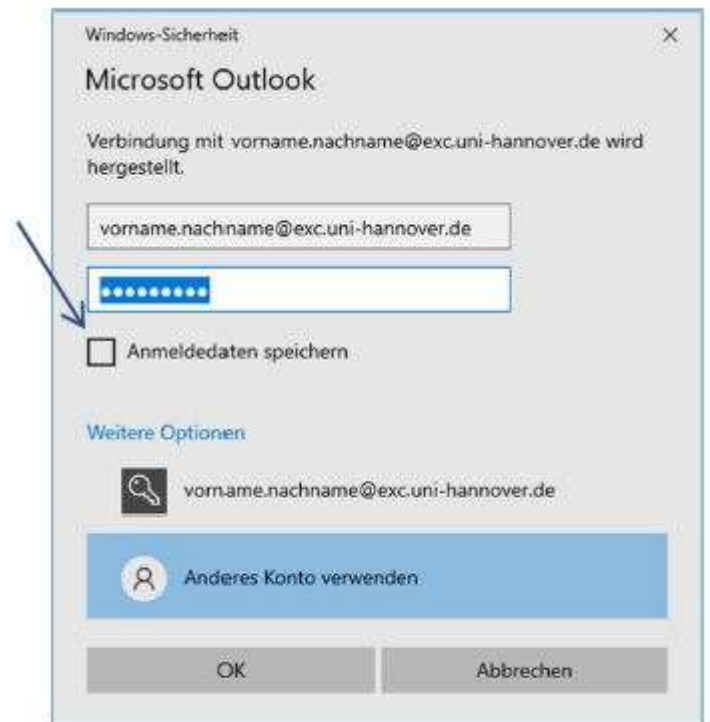 Windows-Sicherheit
Microsoft Outlook
Verbindung mit vorname.nachname@exc.uni-hannover.de wird
hergestellt.
vorname.nachname@exc.uni-hannover.de
Anmeldedaten speichern
Weitere Optionen
vorname.nachname@exc.uni-hannover.de
Anderes Konto verwenden
OK
Abbrechen